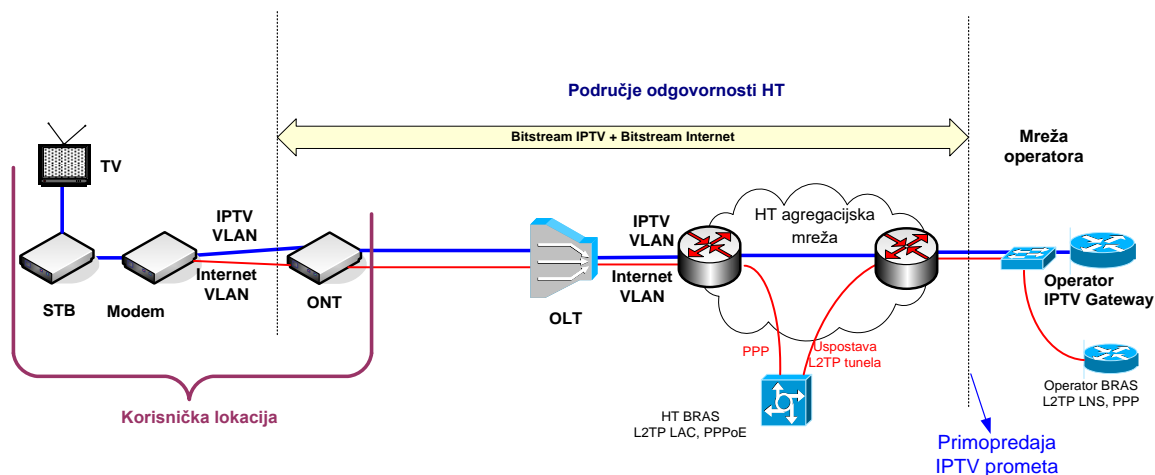 Područje odgovornosti HT
Bitstream IPTV + Bitstream Internet
Mreža
operatora
TV
IPTV
VLAN
Internet
VLAN
STB
Modem
ONT
OLT
IPTV
VLAN
Internet
VLAN
HT agregacijska
mreža
Operator
IPTV Gateway
PPP
Uspostava
L2TP tunela
HT BRAS
L2TP LAC, PPPoE
Operator BRAS
L2TP LNS, PPP
Korisnička lokacija
Primopredaja
IPTV prometa